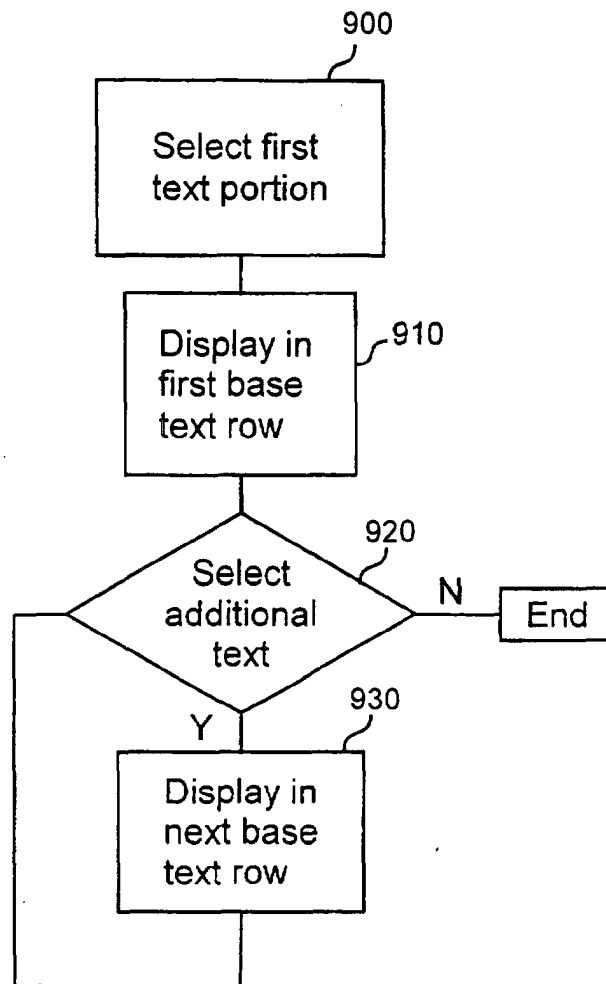 900
Select first
text portion
910
Display in
first base
text row
920
Select
additional
text
N
End
Y
930
Display in
next base
text row